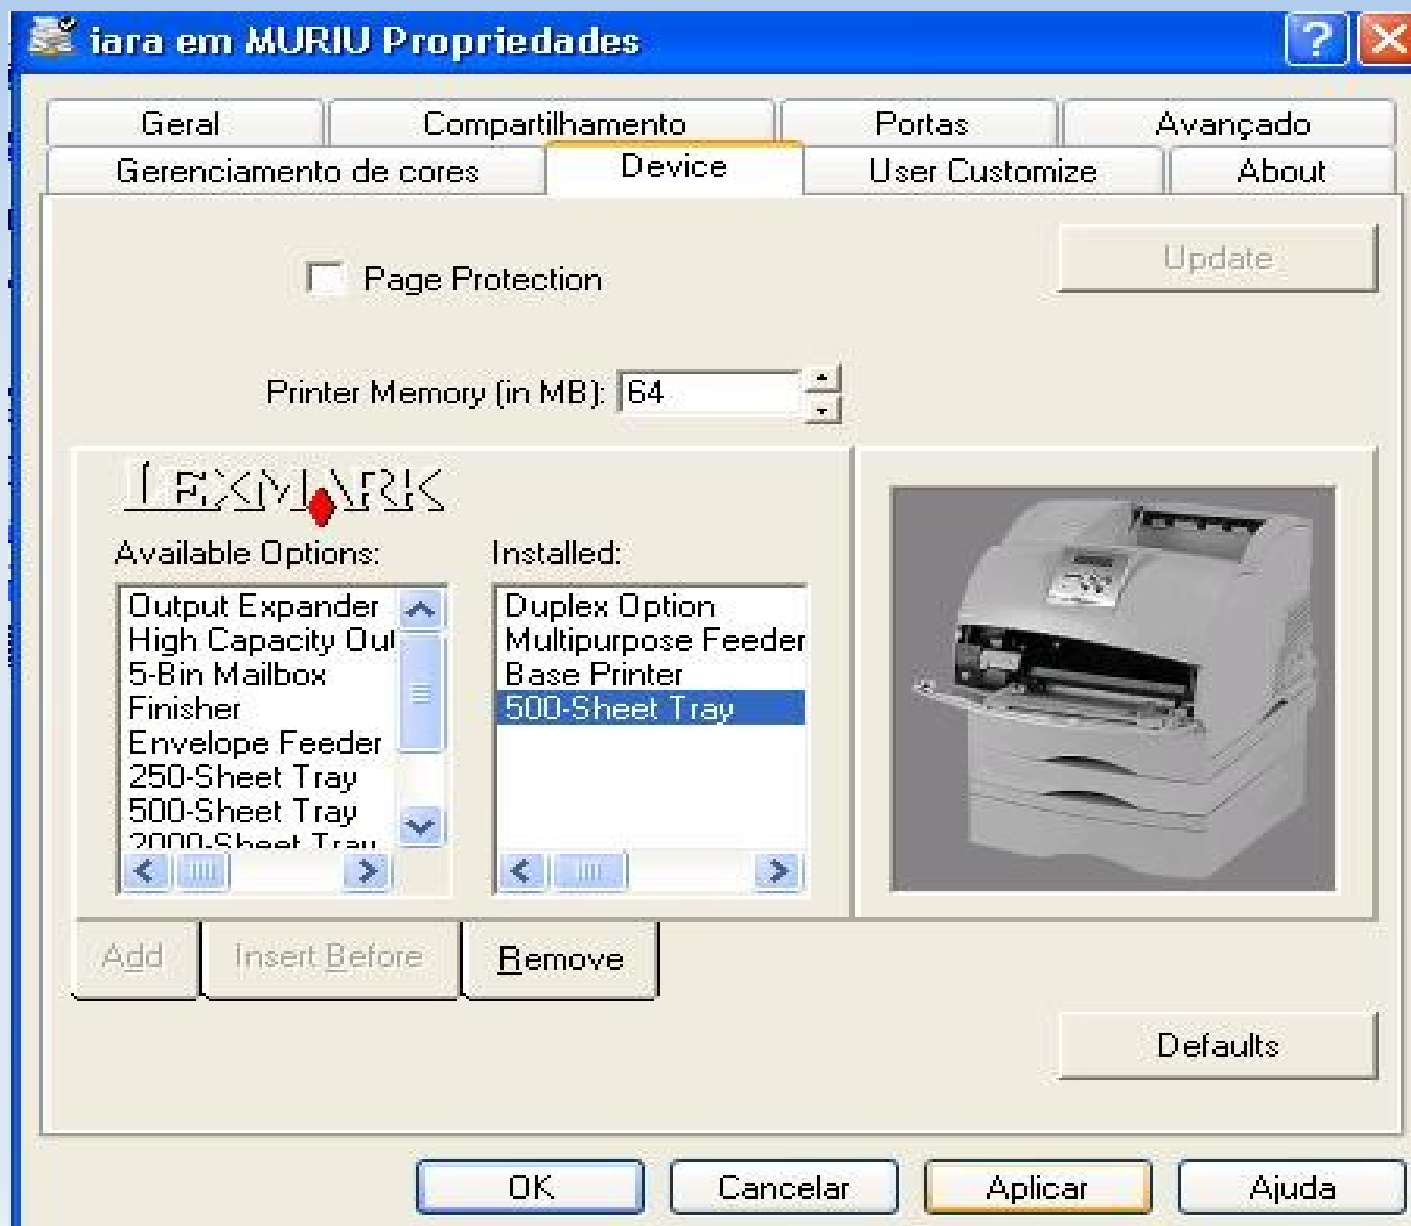 iara em MURIU Propriedades
Geral Compartilhamento Portas Avançado
Gerenciamento de cores Device User Customize About
Update
Page Protection
Printer Memory (in MB): 64
LEXMARK
Available Options: Installed:
Output Expander Duplex Option
High Capacity Out Multipurpose Feeder
5-Bin Mailbox Base Printer
Finisher 500-Sheet Tray
Envelope Feeder
250-Sheet Tray
500-Sheet Tray
2000-Sheet Tray
Add Insert Before Remove
Defaults
OK Cancelar Aplicar Ajuda